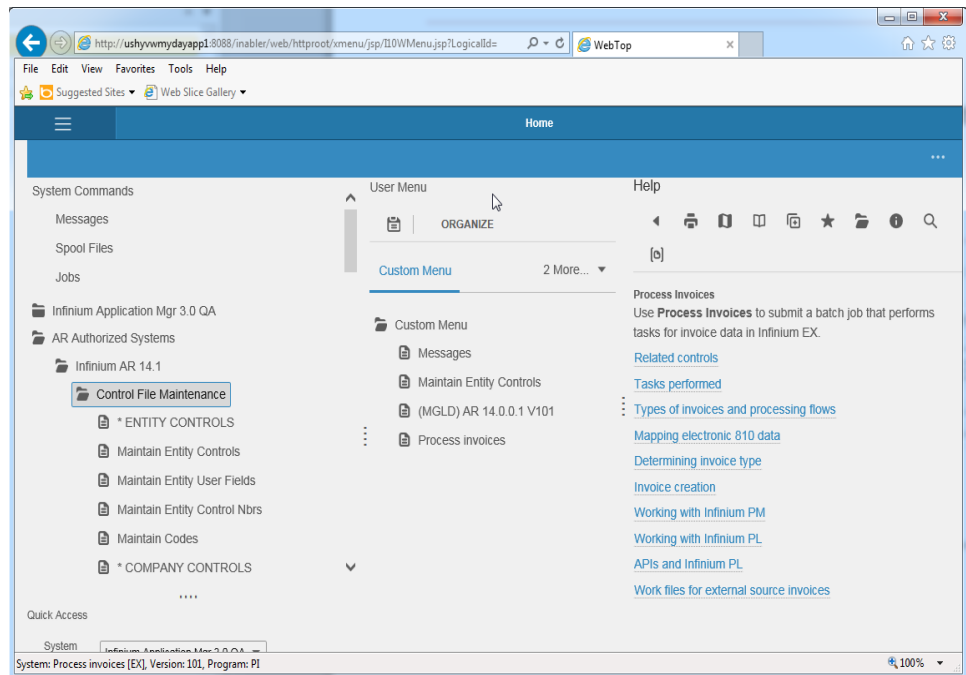 http://ushyvwmydayapp1:8088/inabler/web/httproot/xmenu/jsp/I10WMenu.jsp?LogicalId=
WebTop
File Edit View Favorites Tools Help
Suggested Sites Web Slice Gallery
Home
System Commands
Messages
Spool Files
Jobs
Infinium Application Mgr 3.0 QA
AR Authorized Systems
Infinium AR 14.1
Control File Maintenance
* ENTITY CONTROLS
Maintain Entity Controls
Maintain Entity User Fields
Maintain Entity Control Nbrs
Maintain Codes
* COMPANY CONTROLS
Quick Access
System
Infinium Application Mgr 3.0 QA
User Menu
ORGANIZE
Custom Menu 2 More...
Custom Menu
Messages
Maintain Entity Controls
(MGLD) AR 14.0.0.1 V101
Process invoices
Help
Process Invoices
Use Process Invoices to submit a batch job that performs
tasks for invoice data in Infinium EX.
Related controls
Tasks performed
Types of invoices and processing flows
Mapping electronic 810 data
Determining invoice type
Invoice creation
Working with Infinium PM
Working with Infinium PL
APIs and Infinium PL
Work files for external source invoices
System: Process invoices [EX], Version: 101, Program: PI
100%